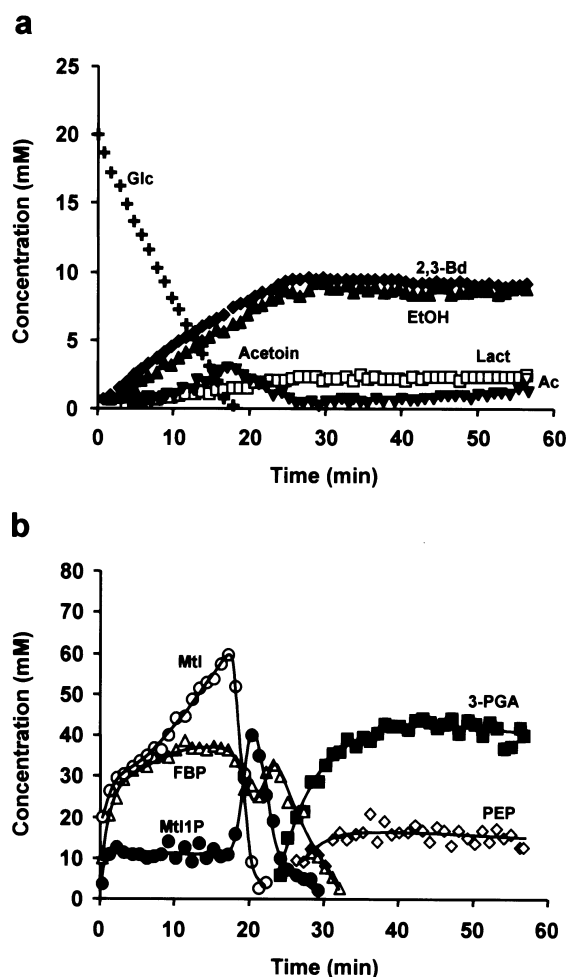 a
25
20
15
10
5
0
Concentration (mM)
Glc
2,3-Bd
EtOH
Acetoin
Lact
Ac
0 10 20 30 40 50 60
Time (min)
b
80
70
60
50
40
30
20
10
0
Concentration (mM)
Mtl
FBP
Mtl1P
3-PGA
PEP
0 10 20 30 40 50 60
Time (min)